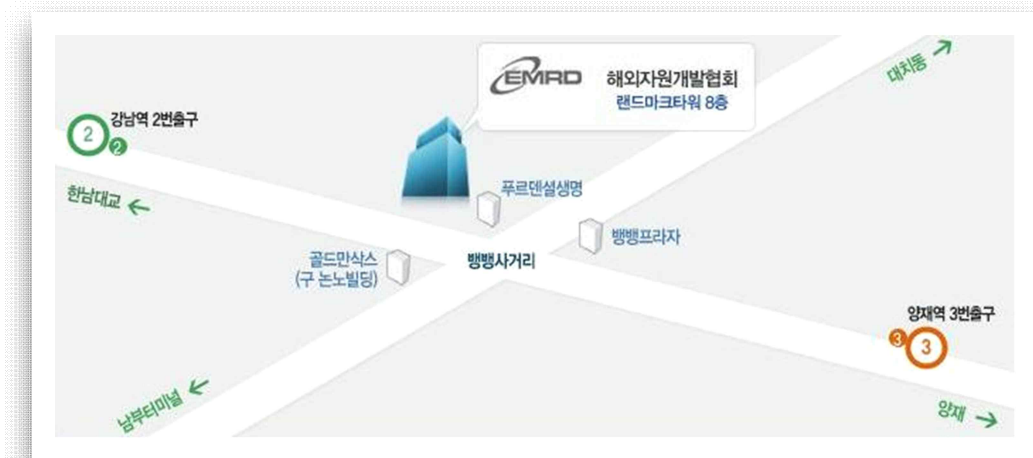 EMRD 해외자원개발협회
랜드마크타워 8층
대치동
강남역 2번출구
2
2
한남대교
푸르덴셜생명
뱅뱅프라자
골드만삭스
(구 논노빌딩)
뱅뱅사거리
양재역 3번출구
3
3
남부터미널
양재